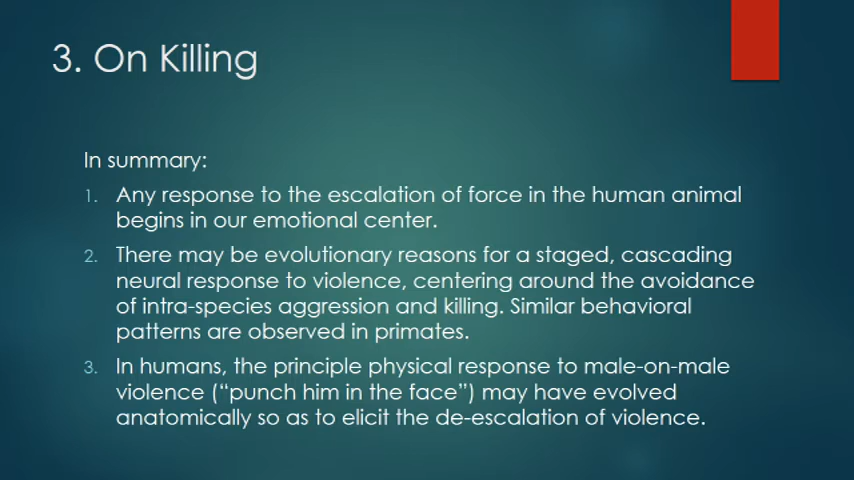 3. On Killing
In summary:
1. Any response to the escalation of force in the human animal
begins in our emotional center.
2. There may be evolutionary reasons for a staged, cascading
neural response to violence, centering around the avoidance
of intra-species aggression and killing. Similar behavioral
patterns are observed in primates.
3. In humans, the principle physical response to male-on-male
violence (“punch him in the face”) may have evolved
anatomically so as to elicit the de-escalation of violence.